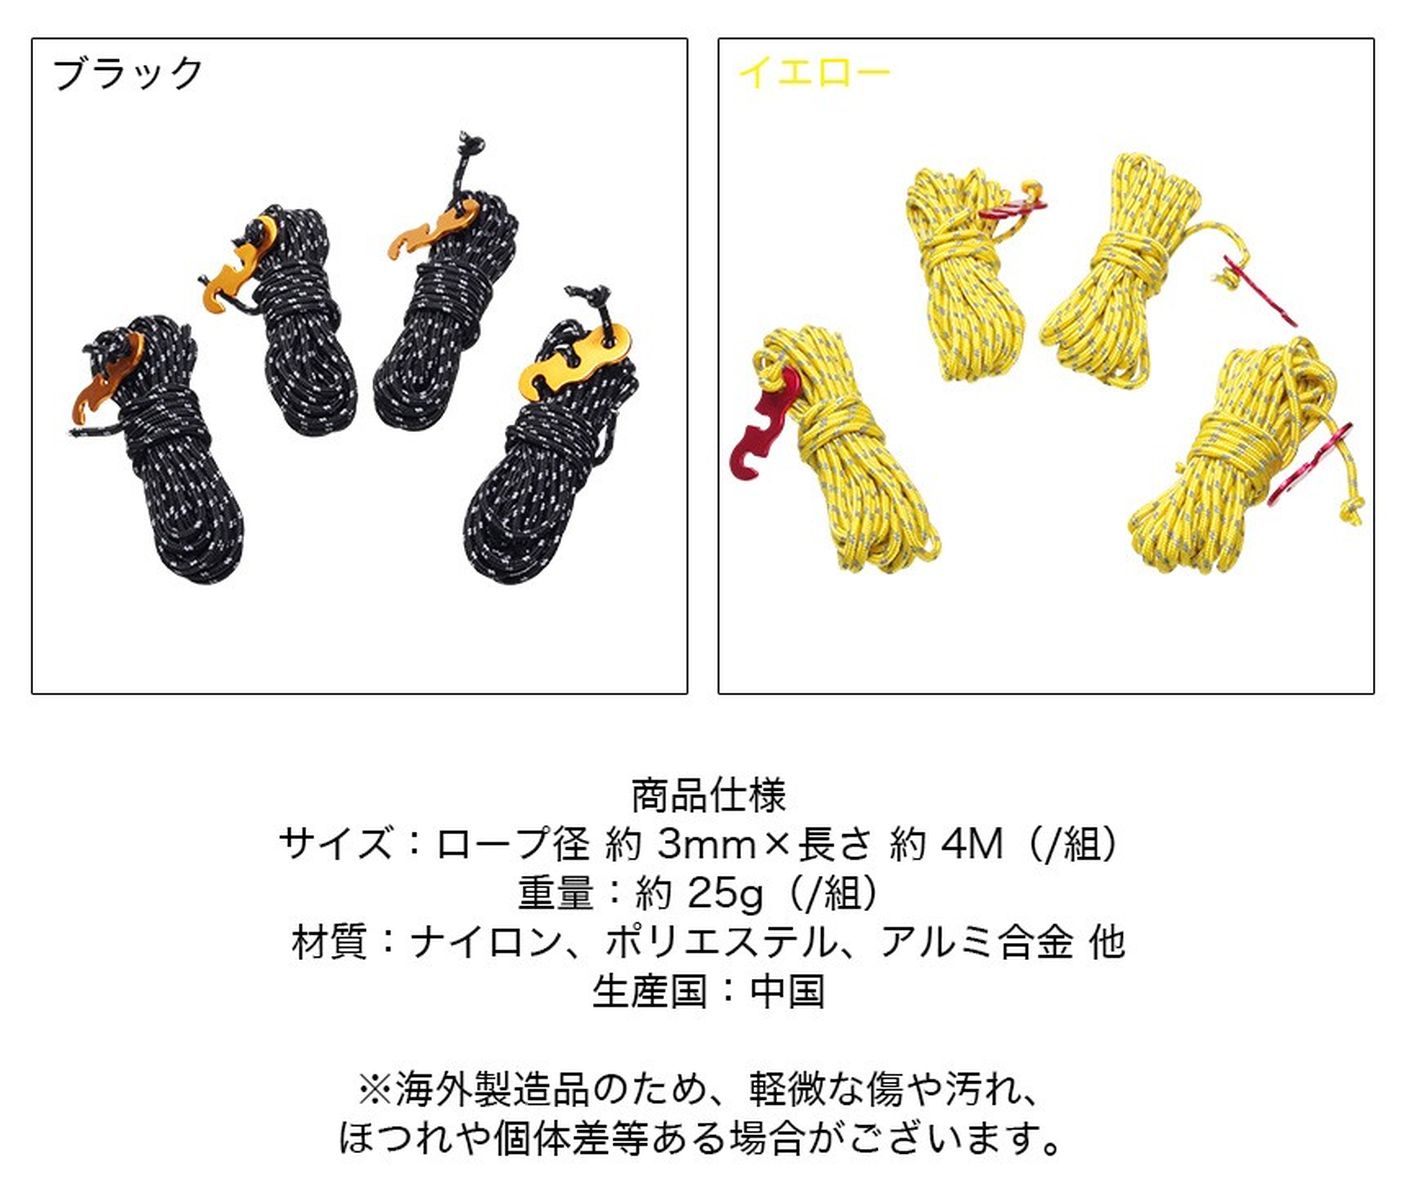 ブラック
イエロー
商品仕様
サイズ：ロープ径 約 3mm×長さ 約 4M（/組）
重量：約 25g（/組）
材質：ナイロン、ポリエステル、アルミ合金 他
生産国：中国
※海外製造品のため、軽微な傷や汚れ、
ほつれや個体差等ある場合がございます。